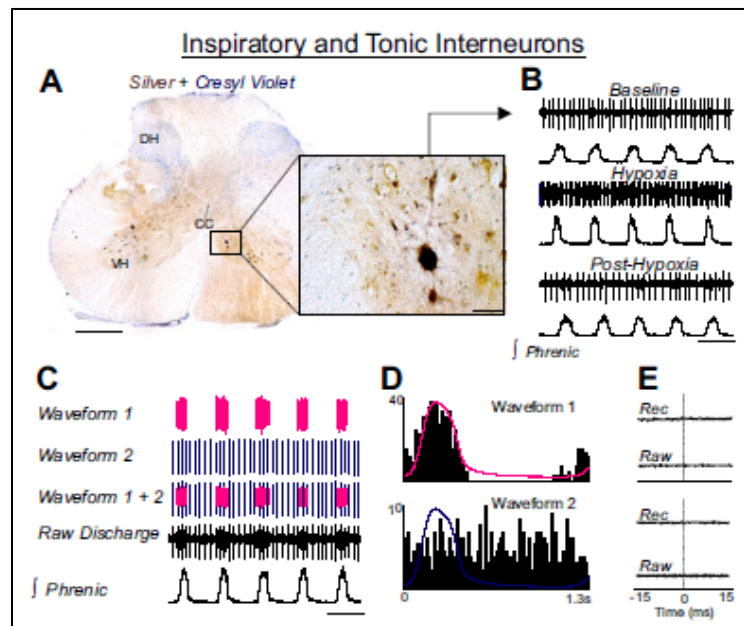 Inspiratory and Tonic Interneurons
A
Silver + Cresyl Violet
DH
CC
VH
B
Baseline
Hypoxia
Post-Hypoxia
∫ Phrenic
C
Waveform 1
Waveform 2
Waveform 1 + 2
Raw Discharge
∫ Phrenic
D
40
Waveform 1
10
Waveform 2
0
1.3s
E
Rec
Raw
Rec
Raw
-15 0 15
Time (ms)